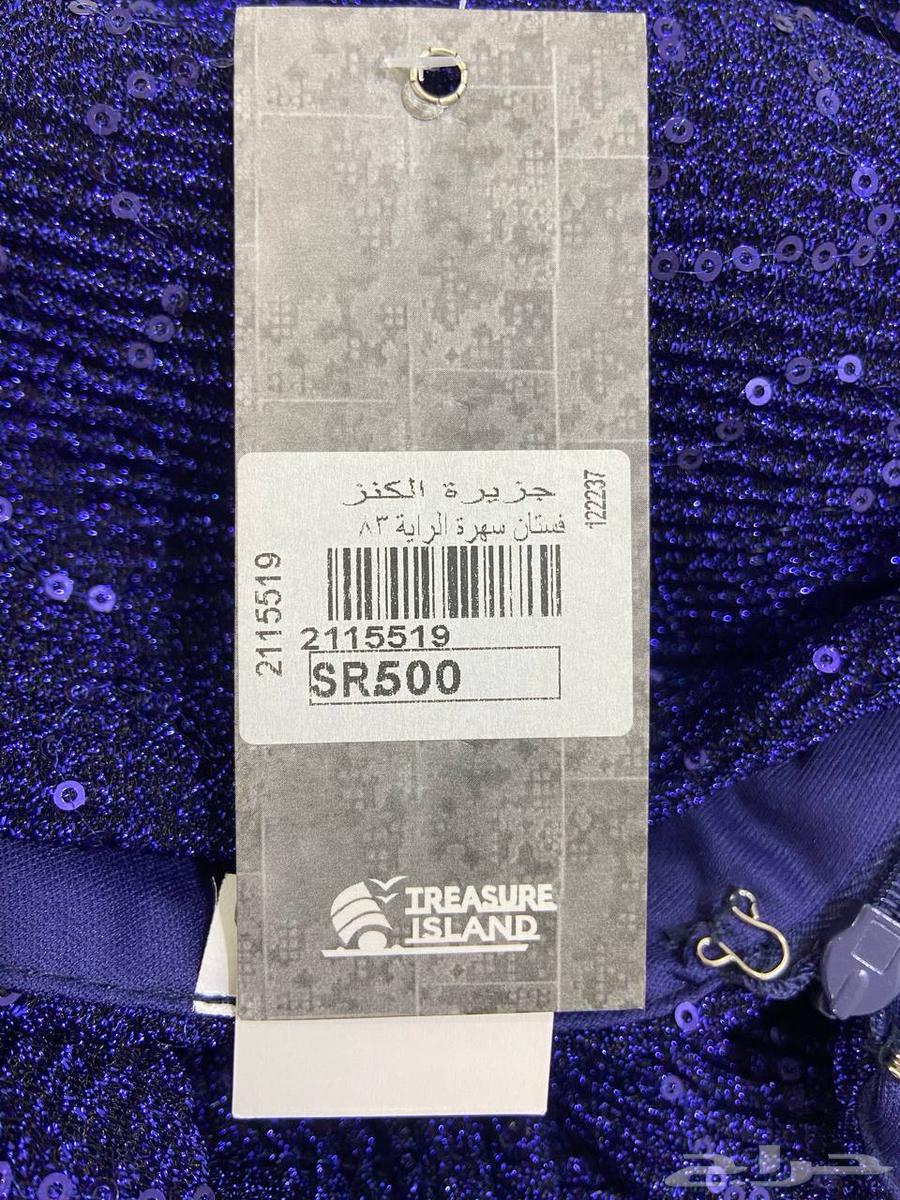 جزيرة الكنز
فستان سهرة الراية ٨٣
122237
2115519
2115519
SR500
TREASURE
ISLAND
حراج